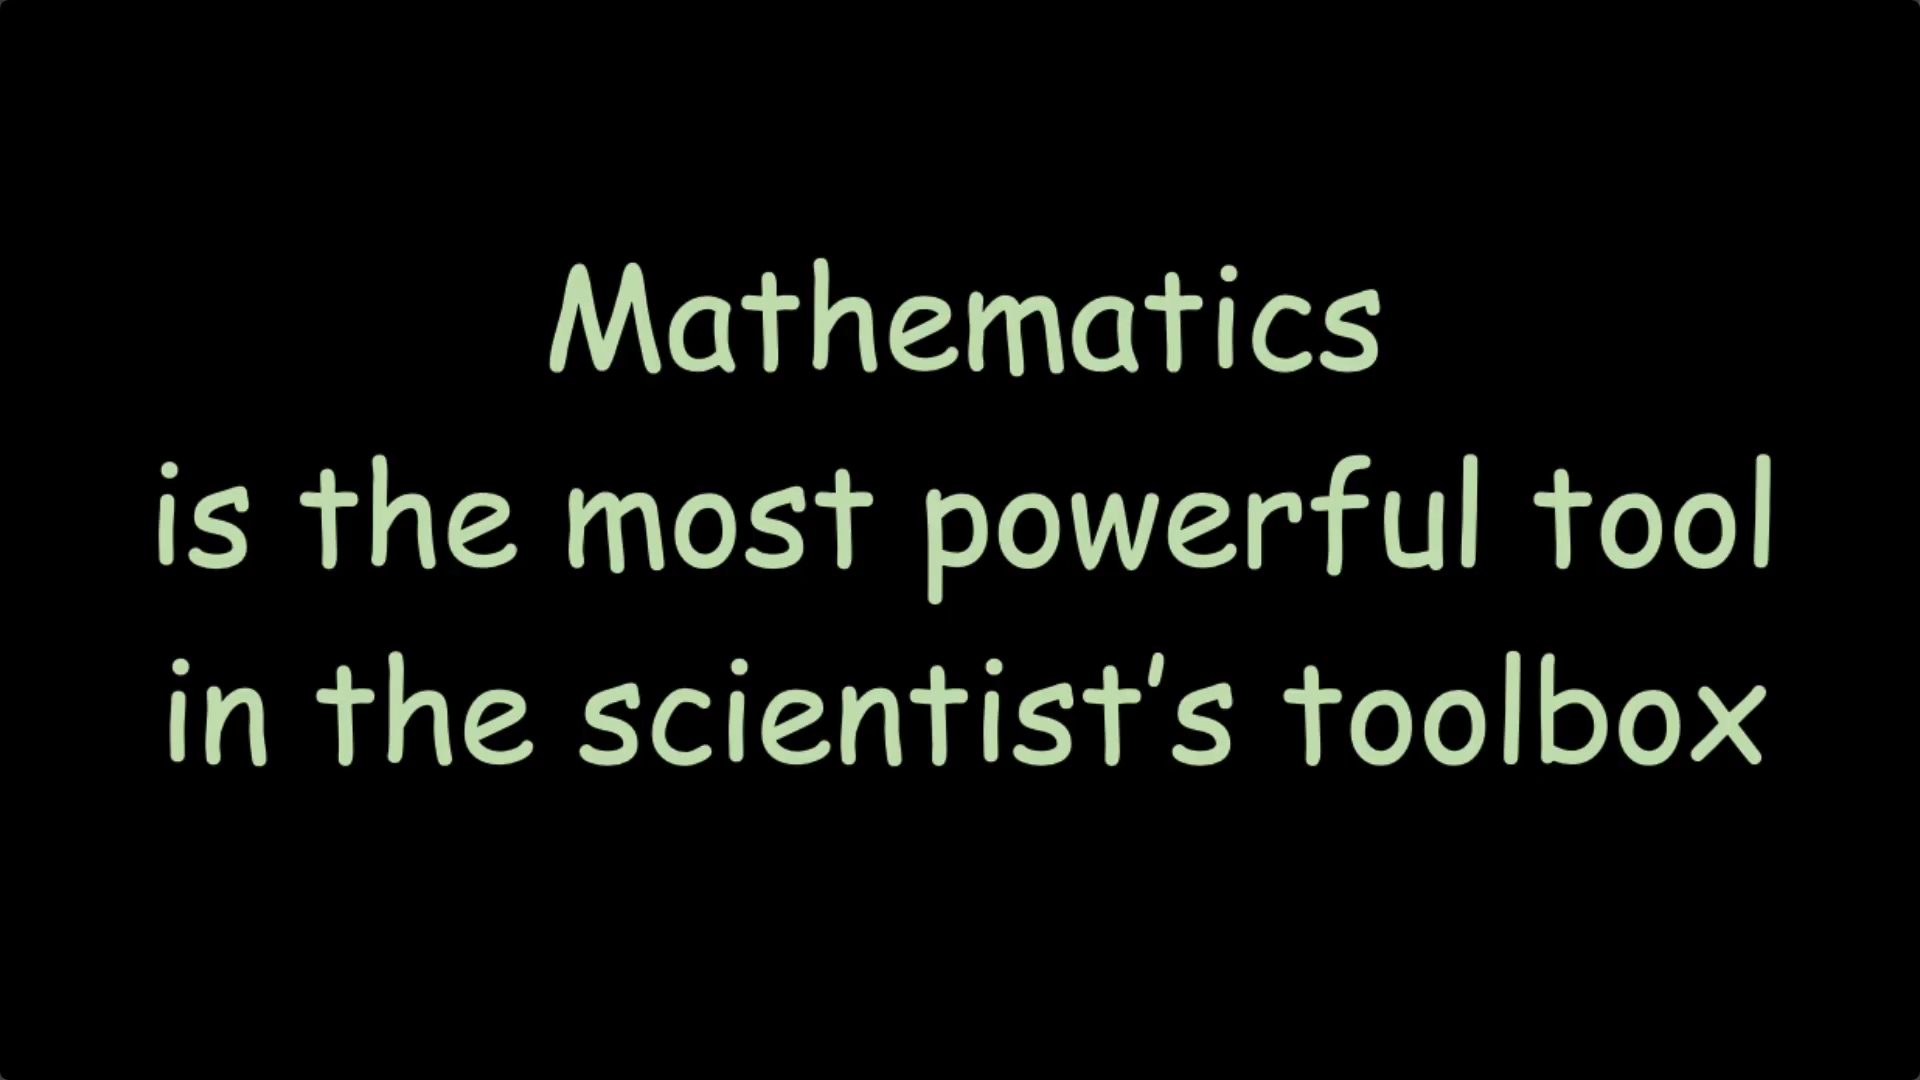 Mathematics
is the most powerful tool
in the scientist’s toolbox